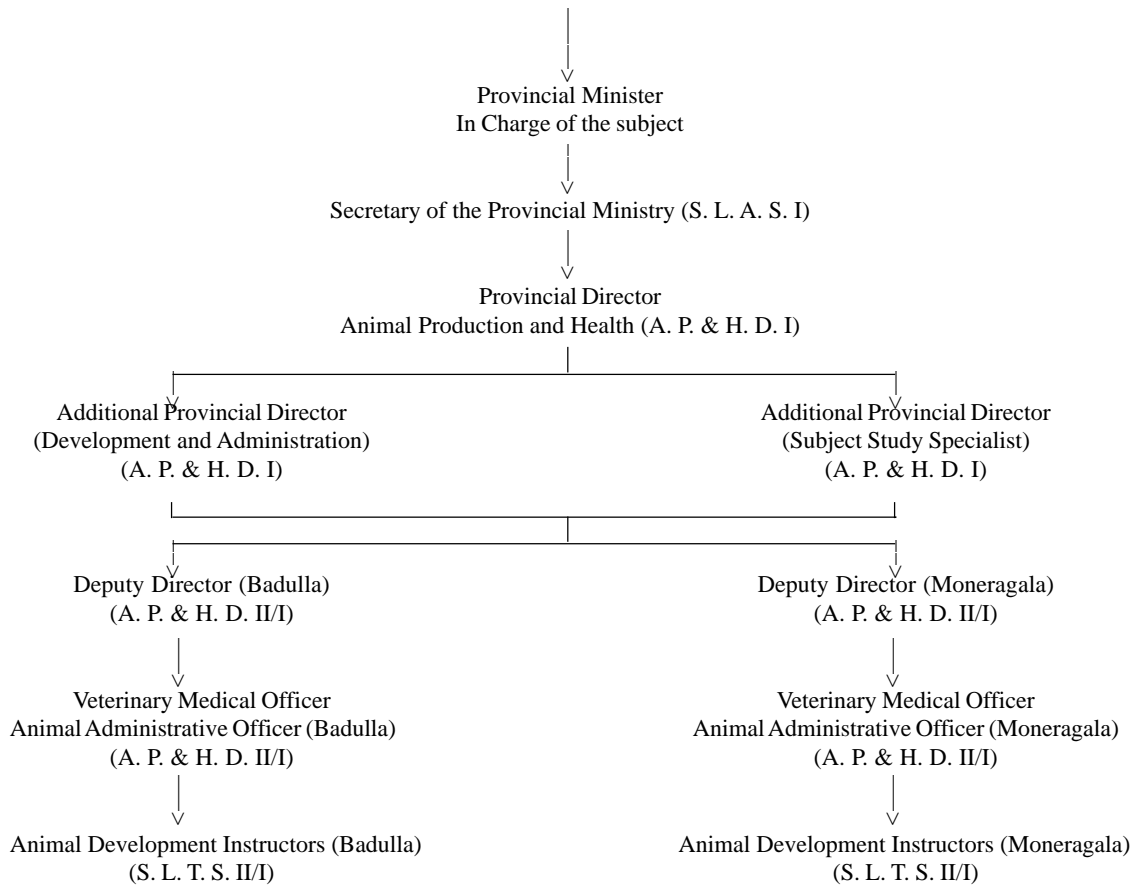 Provincial Minister
In Charge of the subject
Secretary of the Provincial Ministry (S. L. A. S. I)
Provincial Director
Animal Production and Health (A. P. & H. D. I)
Additional Provincial Director
(Development and Administration)
(A. P. & H. D. I)
Additional Provincial Director
(Subject Study Specialist)
(A. P. & H. D. I)
Deputy Director (Badulla)
(A. P. & H. D. II/I)
Deputy Director (Moneragala)
(A. P. & H. D. II/I)
Veterinary Medical Officer
Animal Administrative Officer (Badulla)
(A. P. & H. D. II/I)
Veterinary Medical Officer
Animal Administrative Officer (Moneragala)
(A. P. & H. D. II/I)
Animal Development Instructors (Badulla)
(S. L. T. S. II/I)
Animal Development Instructors (Moneragala)
(S. L. T. S. II/I)